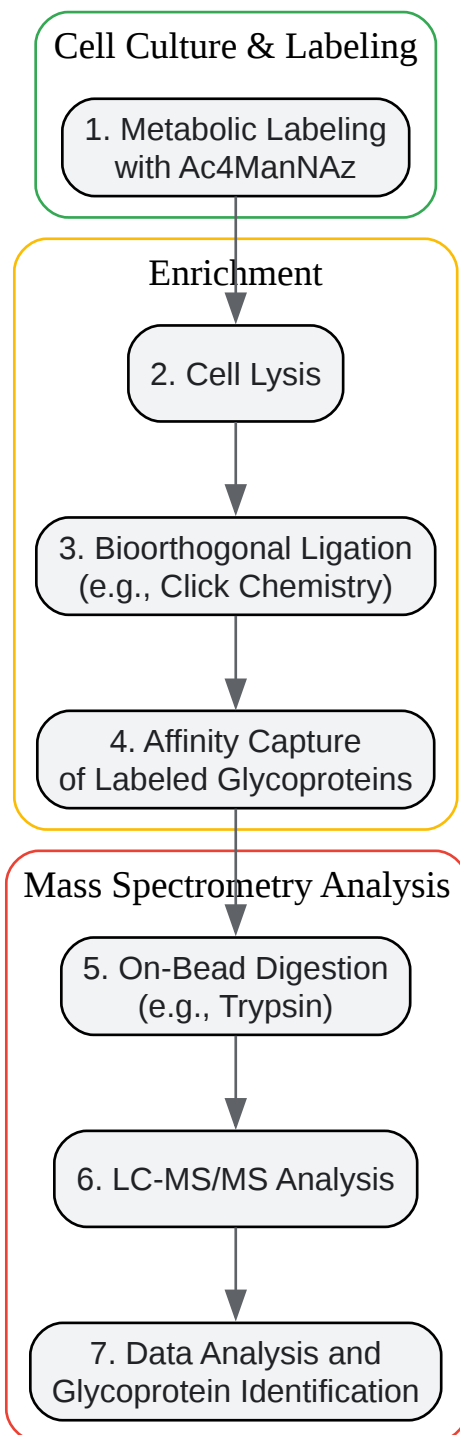 Cell Culture & Labeling
1. Metabolic Labeling
with Ac4ManNAz
Enrichment
2. Cell Lysis
3. Bioorthogonal Ligation
(e.g., Click Chemistry)
4. Affinity Capture
of Labeled Glycoproteins
Mass Spectrometry Analysis
5. On-Bead Digestion
(e.g., Trypsin)
6. LC-MS/MS Analysis
7. Data Analysis and
Glycoprotein Identification